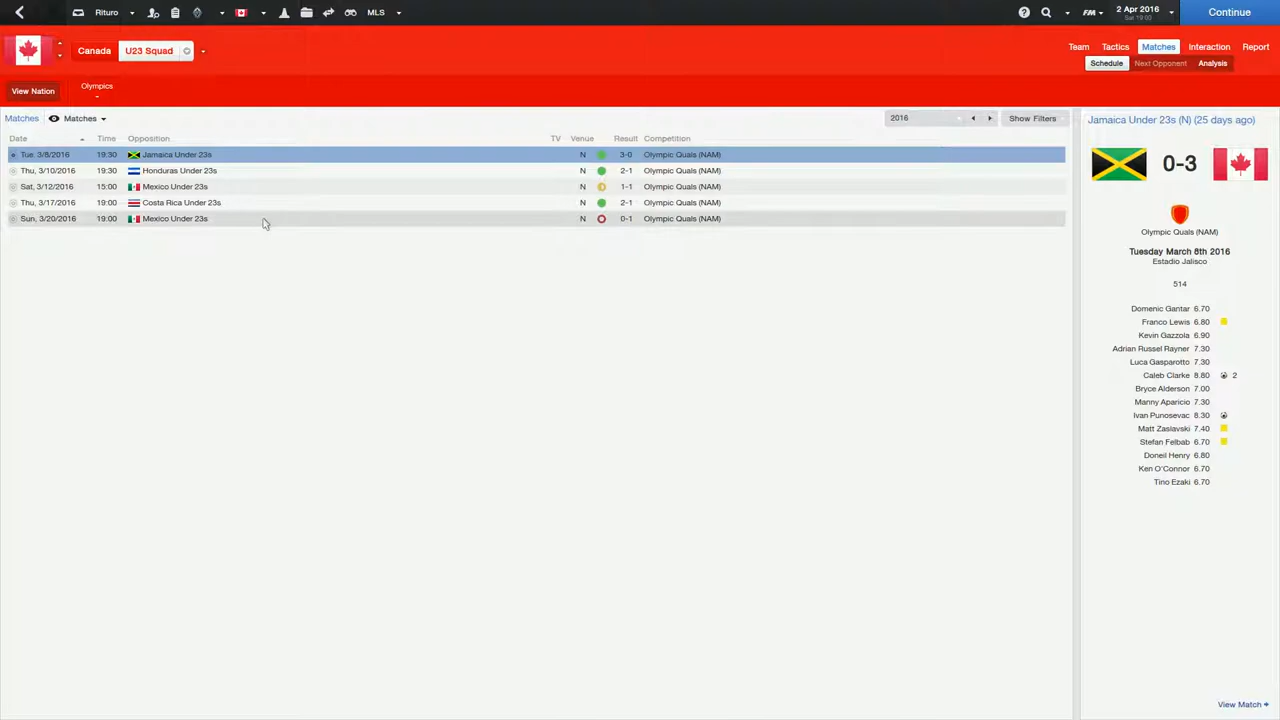 Rituro MLS FM 2 Apr 2016 Continue
Sat 19:00
Canada U23 Squad Team Tactics Matches Interaction Report
Schedule Next Opponent Analysis
View Nation Olympics
Matches Matches 2016 Show Filters
Date Time Opposition TV Venue Result Competition
Tue, 3/8/2016 19:30 Jamaica Under 23s N 3-0 Olympic Quals (NAM)
Thu, 3/10/2016 19:30 Honduras Under 23s N 2-1 Olympic Quals (NAM)
Sat, 3/12/2016 15:00 Mexico Under 23s N 1-1 Olympic Quals (NAM)
Thu, 3/17/2016 19:00 Costa Rica Under 23s N 2-1 Olympic Quals (NAM)
Sun, 3/20/2016 19:00 Mexico Under 23s N 0-1 Olympic Quals (NAM)
Jamaica Under 23s (N) (25 days ago)
0-3
Olympic Quals (NAM)
Tuesday March 8th 2016
Estadio Jalisco
514
Domenic Gantar 6.70
Franco Lewis 6.80
Kevin Gazzola 6.90
Adrian Russel Rayner 7.30
Luca Gasparotto 7.30
Caleb Clarke 8.80 2
Bryce Alderson 7.00
Manny Aparicio 7.30
Ivan Punosevac 8.30
Matt Zaslavski 7.40
Stefan Felbab 6.70
Doneil Henry 6.80
Ken O'Connor 6.70
Tino Ezaki 6.70
View Match